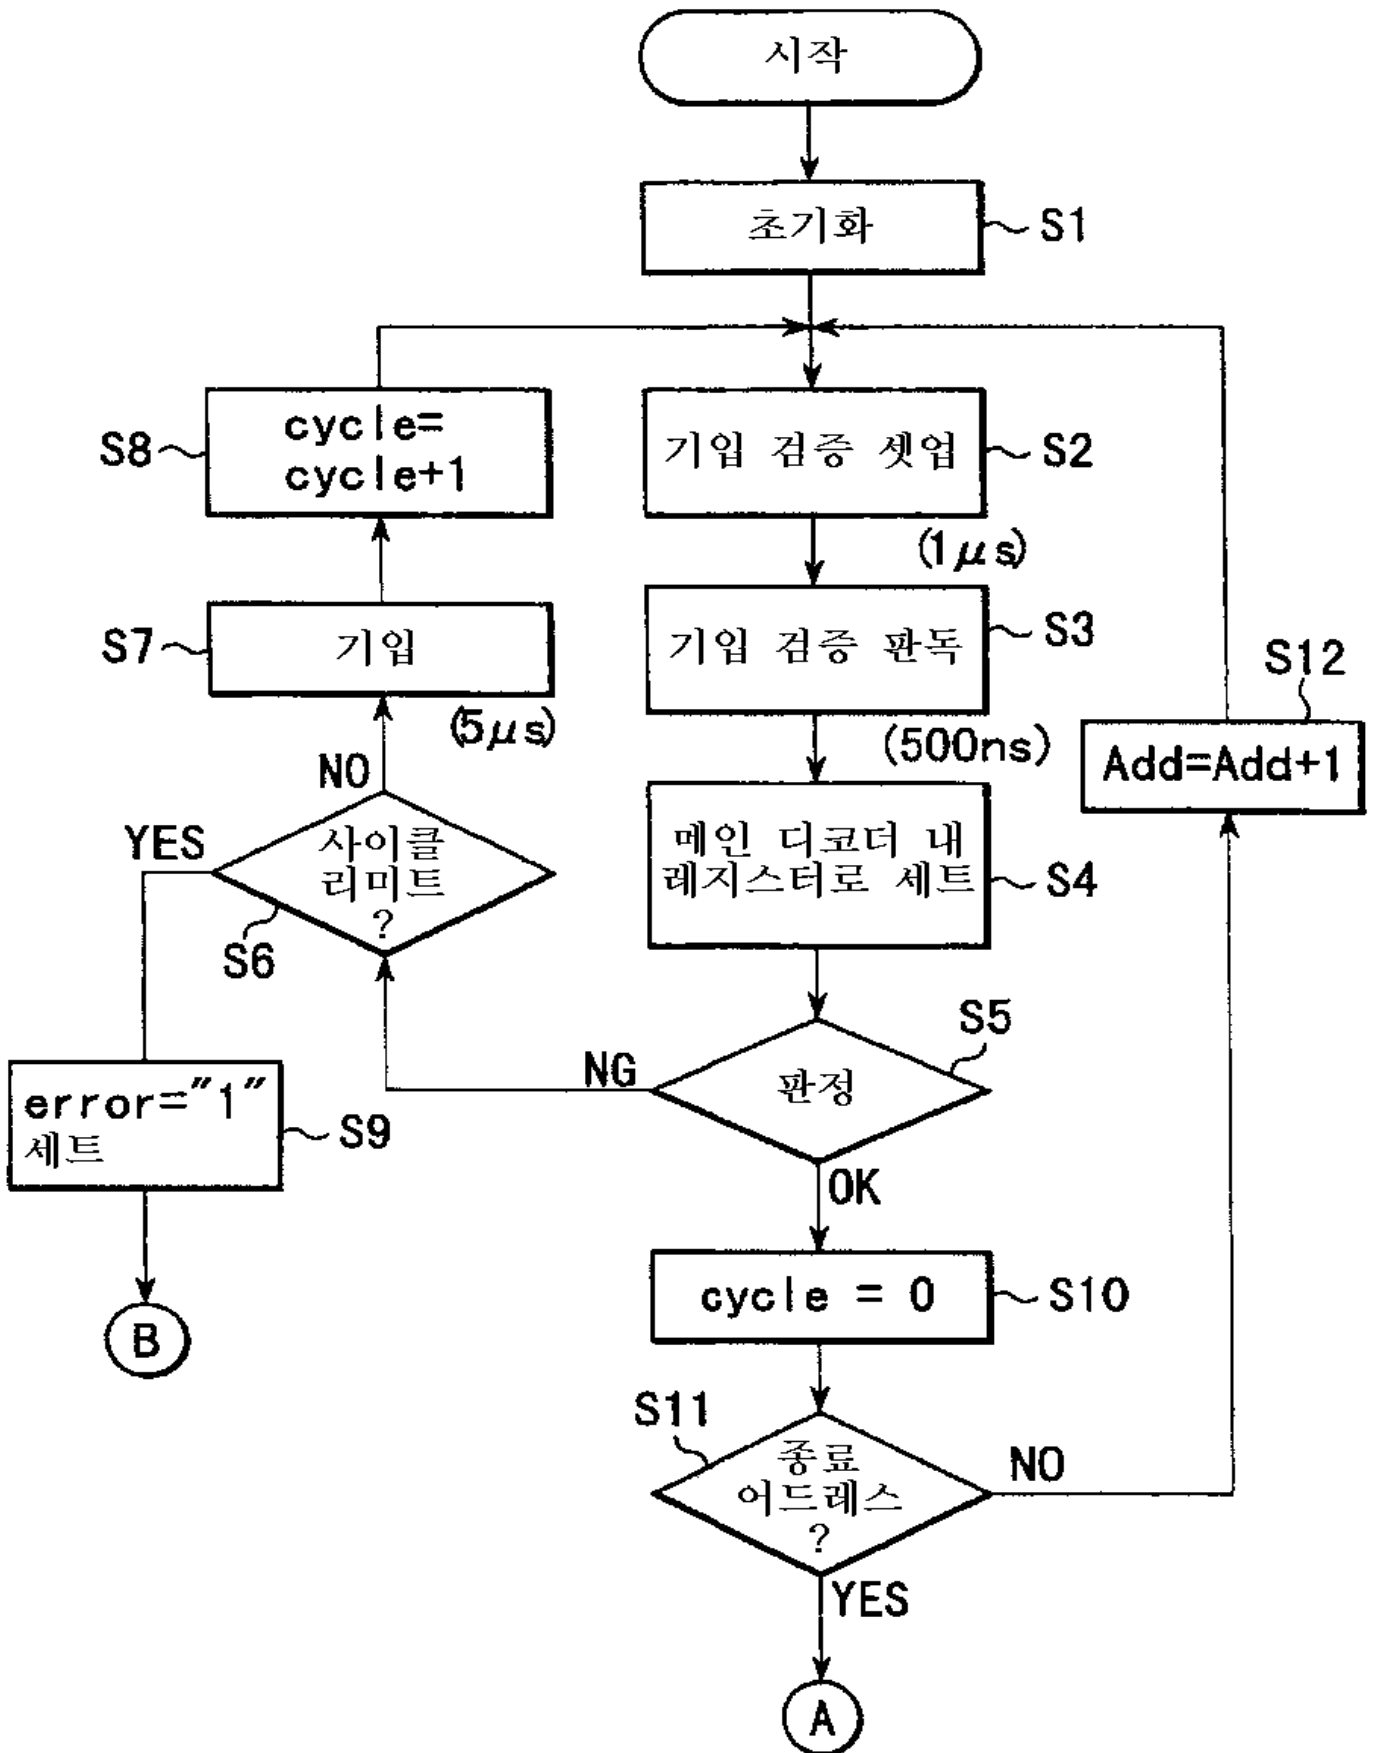 시작
초기화
S1
cycle=
cycle+1
S8
기입 검증 셋업
S2
(1μs)
기입
S7
(5μs)
기입 검증 판독
S3
(500ns)
S12
Add=Add+1
NO
YES
사이클
리미트
?
S6
메인 디코더 내
레지스터로 세트
S4
S5
판정
NG
OK
error="1"
세트
S9
B
cycle = 0
S10
S11
종료
어드레스
?
NO
YES
A